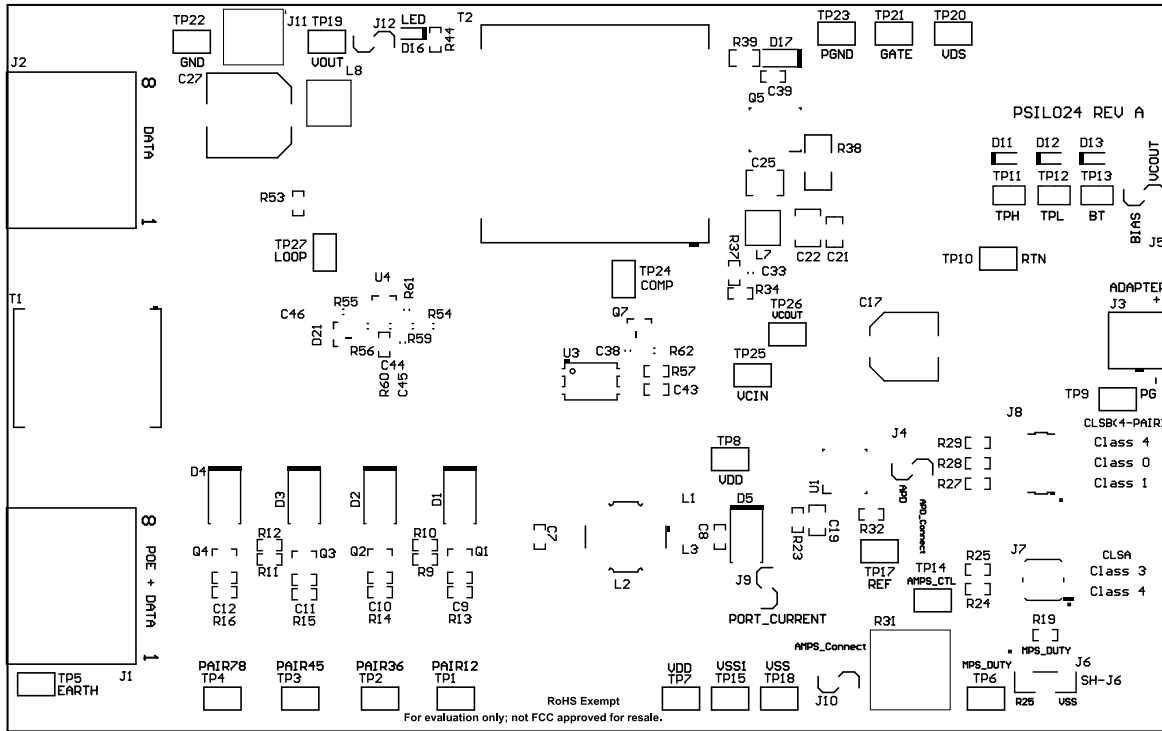 TP22
GND
J11
TP19
VOUT
J12
LED
D16
R44
T2
R39
D17
C39
TP23
PGND
TP21
GATE
TP20
VDS
J2
8
DATA
1
C27
L8
Q5
C25
R38
PSIL024 REV A
D11
D12
D13
TP11
TP12
TP13
TPH
TPL
BT
VCOUT
BIAS
J5
R53
TP27
LOOP
L7
C22
C21
R37
C33
R34
TP10
RTN
TP24
COMP
TP26
VCOUT
C17
ADAPTER
+
J3
-
T1
U4
R61
R55
C46
D21
R54
R56
R59
C44
R60
C45
Q7
C38
R62
U3
R57
C43
TP25
VCIN
TP9
PG
CLSB(4-PAIR)
J8
R29
Class 4
R28
Class 0
R27
Class 1
TP8
VDD
J4
U1
APD
APD_Connect
D4
D3
D2
D1
L1
D5
C7
C8
L3
L2
R23
C19
R32
J1
8
POE + DATA
1
Q4
R12
R11
Q3
Q2
R10
R9
Q1
C12
R16
C11
R15
C10
R14
C9
R13
J9
PORT_CURRENT
TP17
REF
TP14
AMPS_CTL
R25
R24
J7
CLSA
Class 3
Class 4
R31
AMPS_Connect
J10
R19
MPS_DUTY
MPS_DUTY
TP6
J6
SH-J6
R25
VSS
TP5
EARTH
PAIR78
TP4
PAIR45
TP3
PAIR36
TP2
PAIR12
TP1
VDD
TP7
VSS1
TP15
VSS
TP18
RoHS Exempt
For evaluation only; not FCC approved for resale.